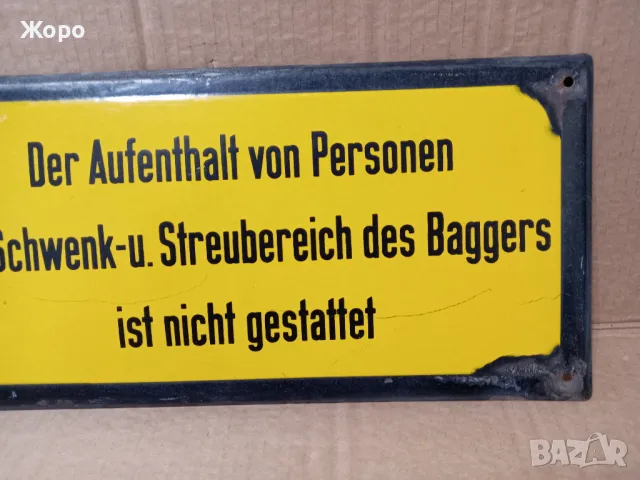 Жоро
Der Aufenthalt von Personen
Schwenk-u. Streubereich des Baggers
ist nicht gestattet
BAZAR